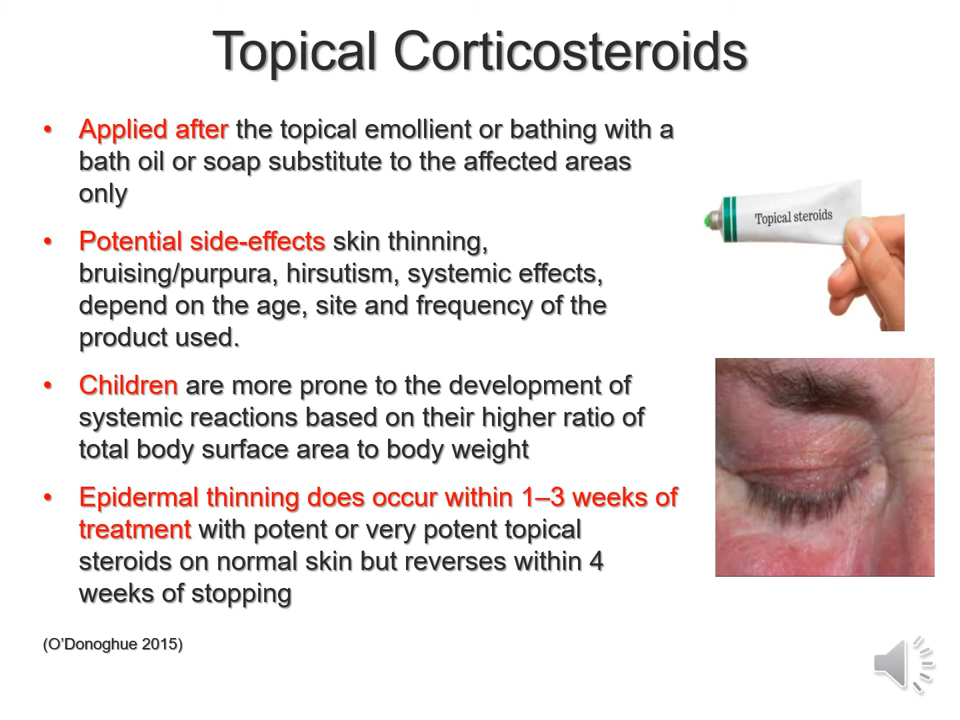 Topical Corticosteroids
• Applied after the topical emollient or bathing with a
bath oil or soap substitute to the affected areas
only
• Potential side-effects skin thinning,
bruising/purpura, hirsutism, systemic effects,
depend on the age, site and frequency of the
product used.
• Children are more prone to the development of
systemic reactions based on their higher ratio of
total body surface area to body weight
• Epidermal thinning does occur within 1–3 weeks of
treatment with potent or very potent topical
steroids on normal skin but reverses within 4
weeks of stopping
(O’Donoghue 2015)
Topical steroids